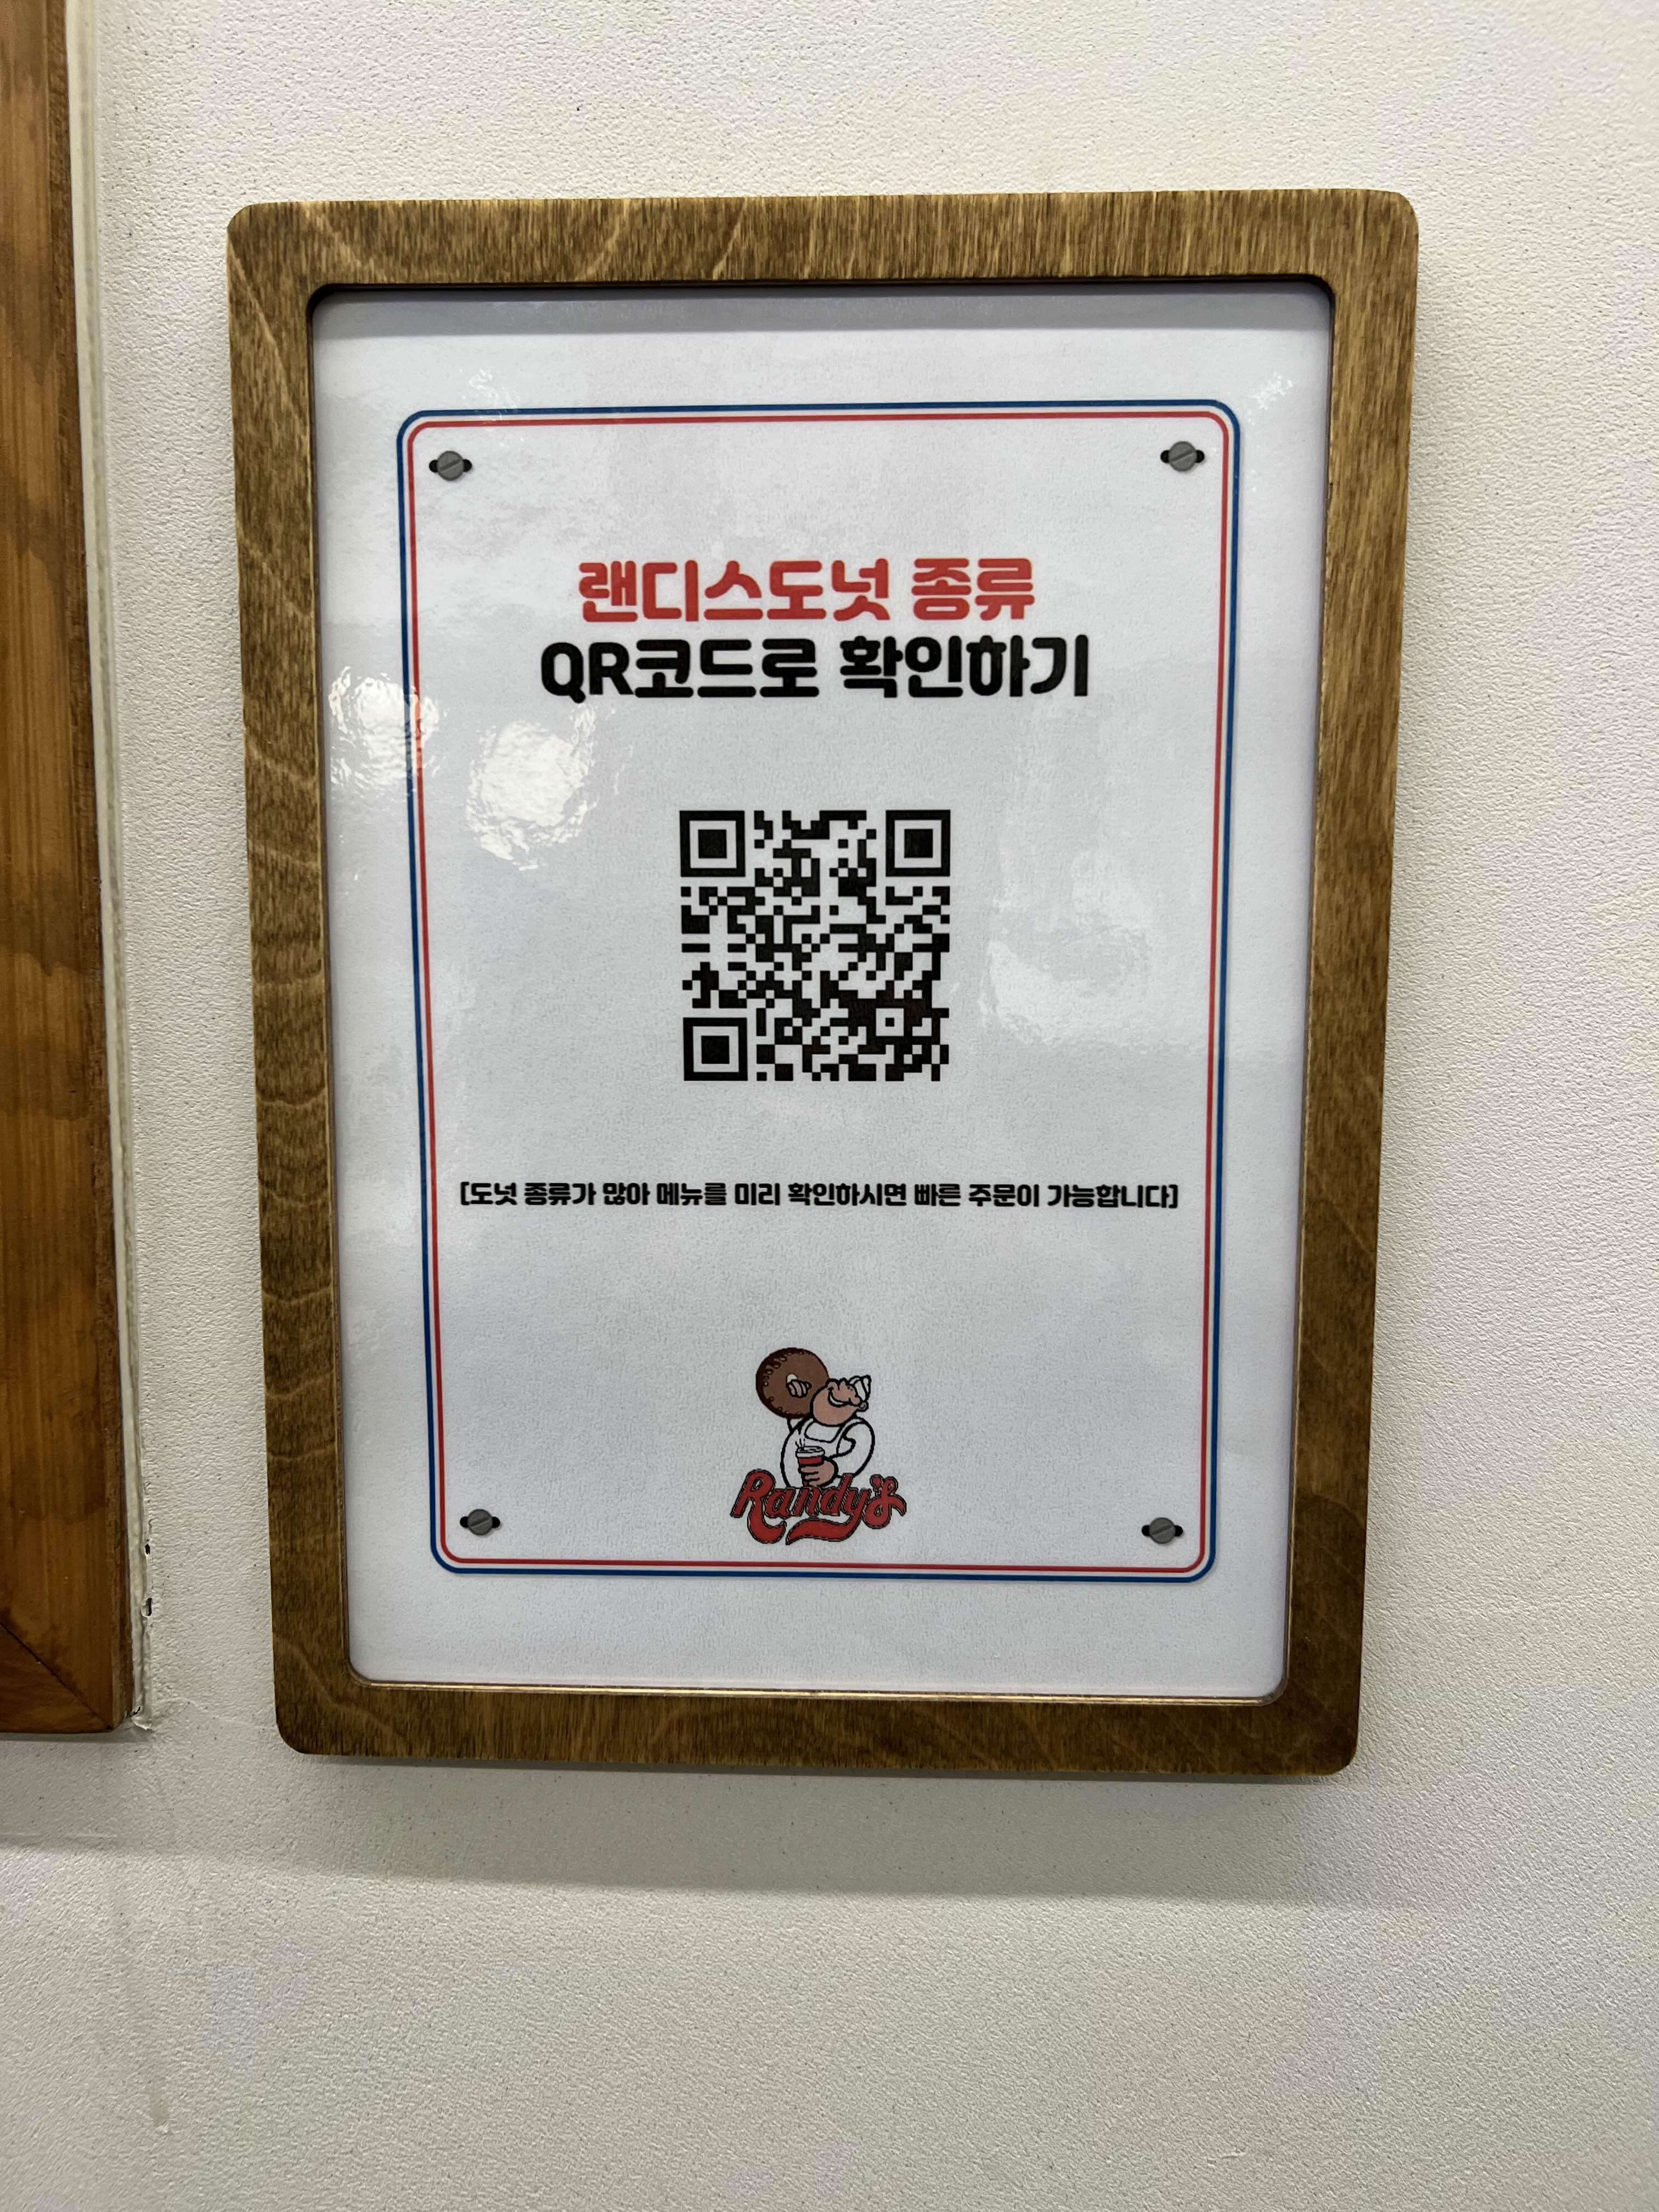 랜디스도넛 종류
QR코드로 확인하기
[도넛 종류가 많아 메뉴를 미리 확인하시면 빠른 주문이 가능합니다]
Randy's